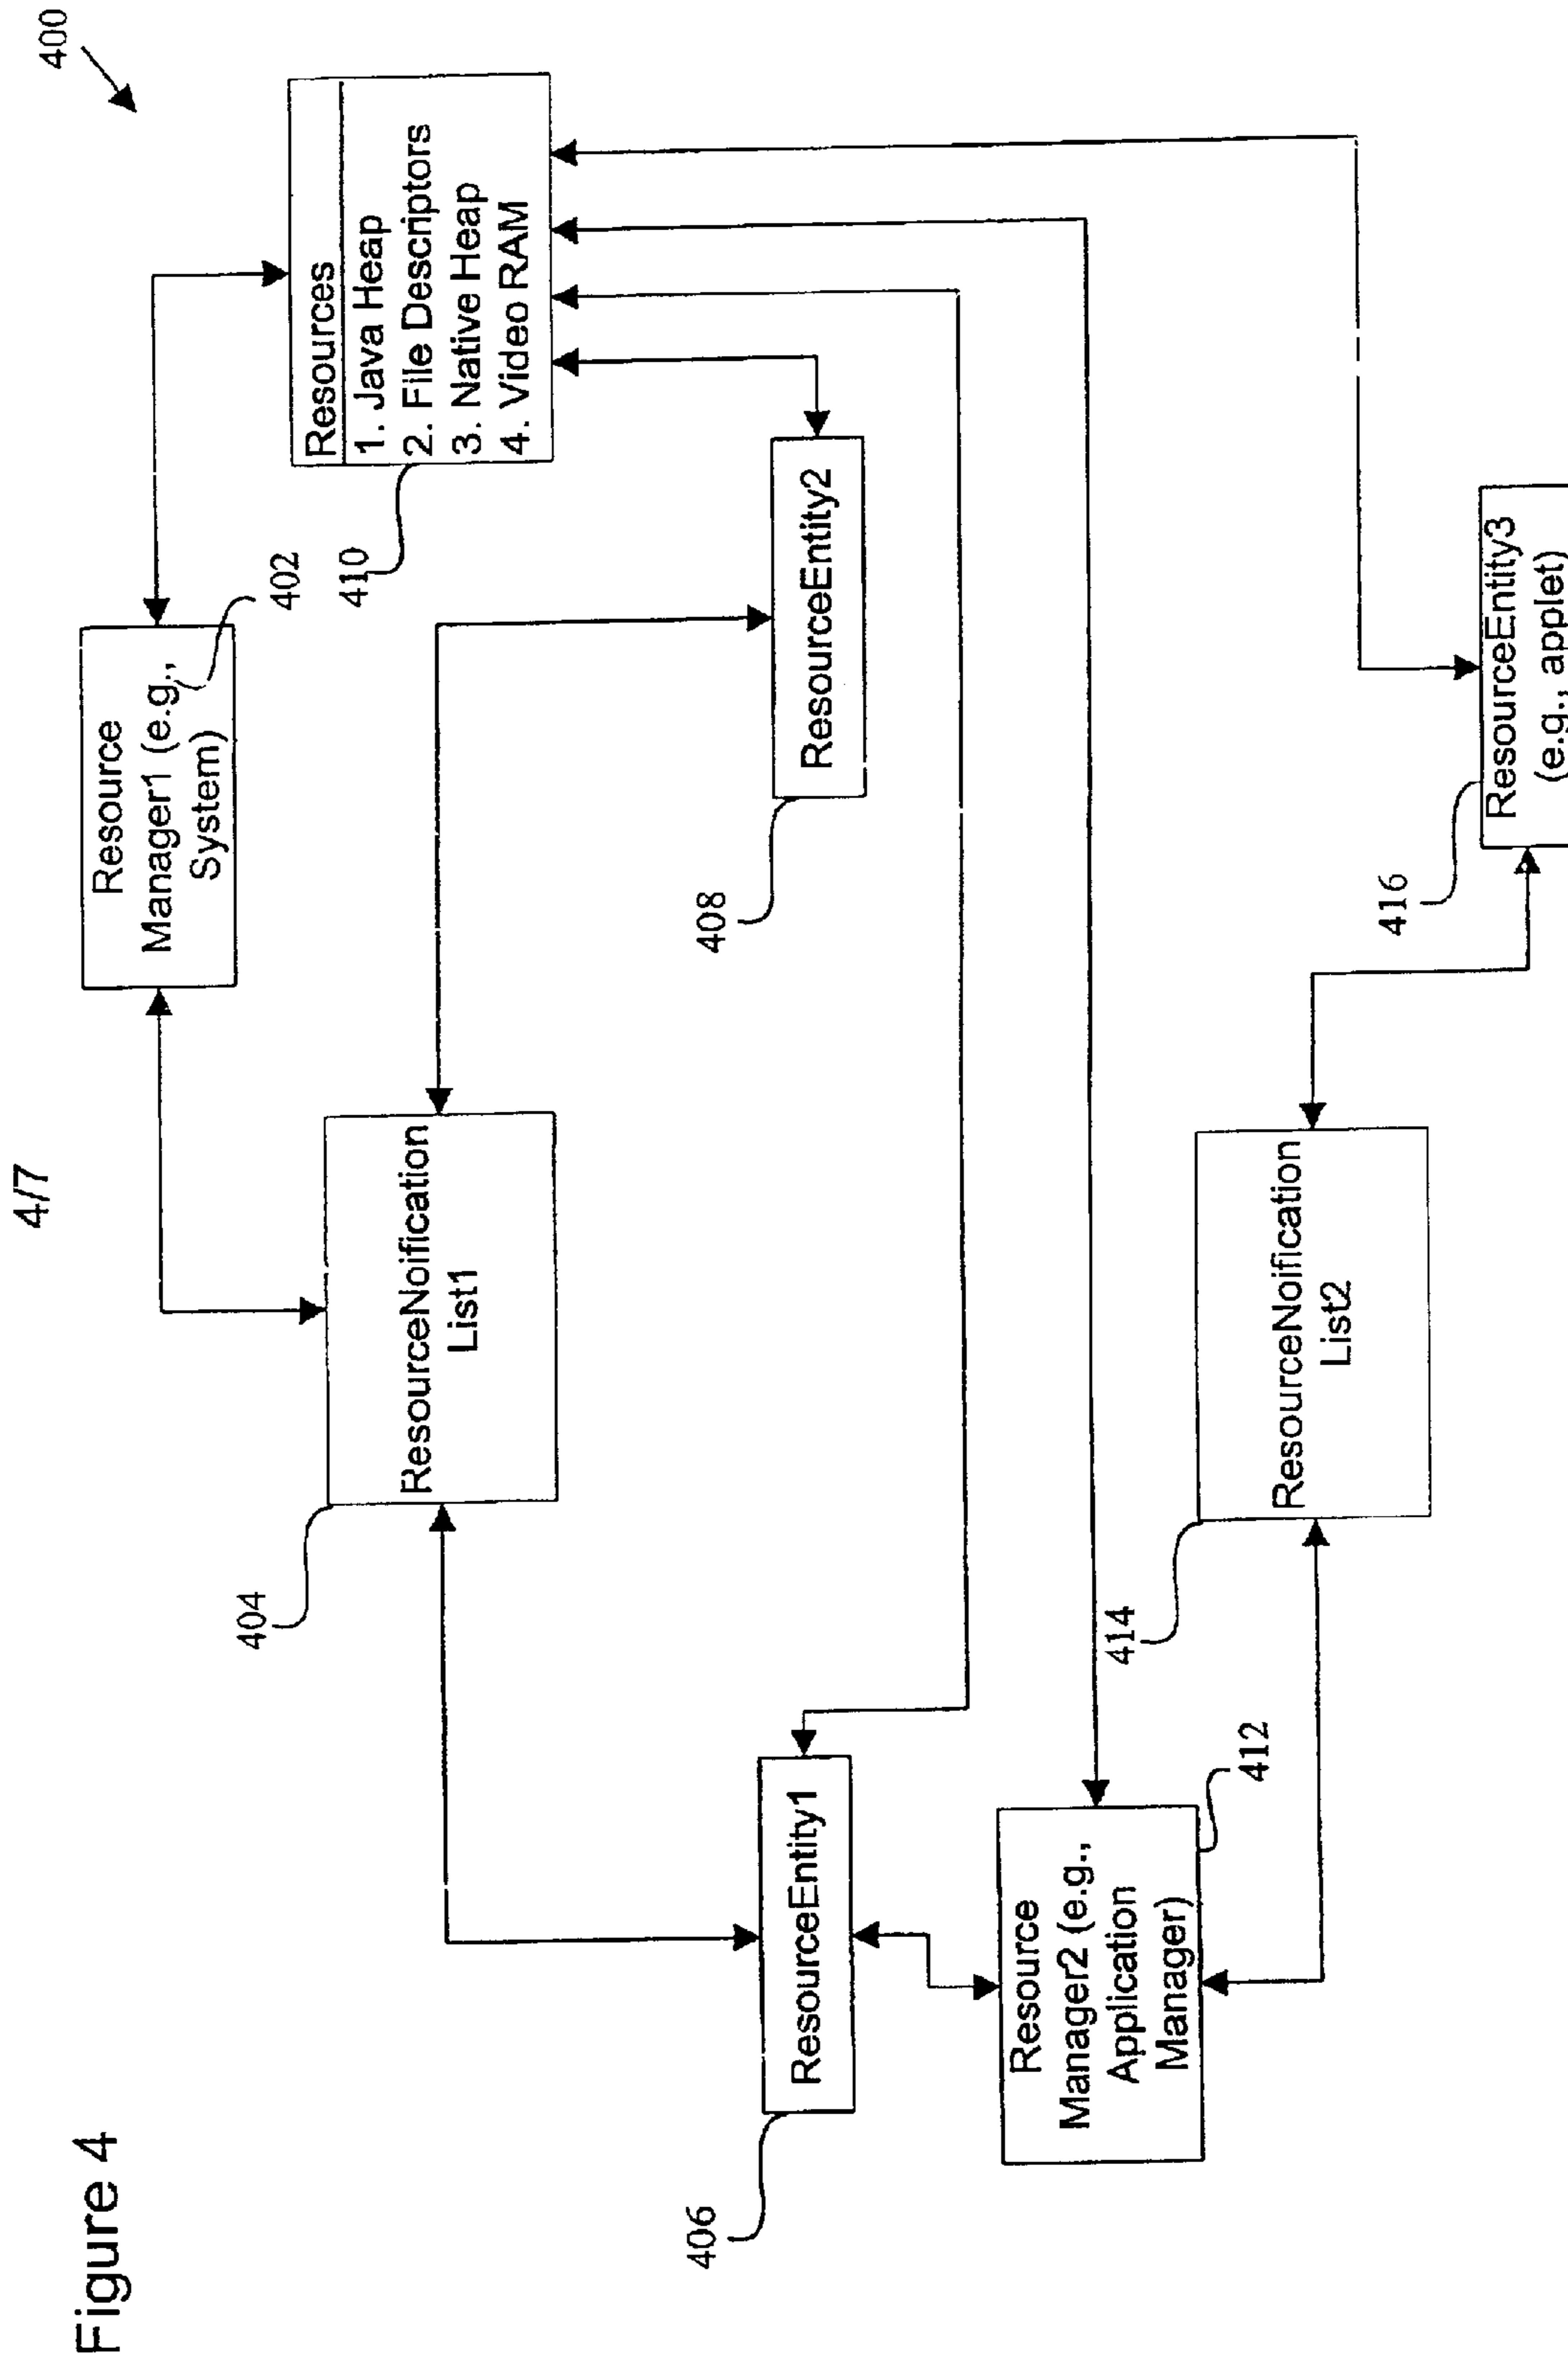 4/7
Figure 4
400
Resource
Manager1 (e.g.,
System)
402
Resources
1. Java Heap
2. File Descriptors
3. Native Heap
4. Video RAM
410
ResourceNoification
List1
404
ResourceEntity2
408
ResourceEntity1
406
Resource
Manager2 (e.g.,
Application
Manager)
412
ResourceNoification
List2
414
ResourceEntity3
(e.g., applet)
416